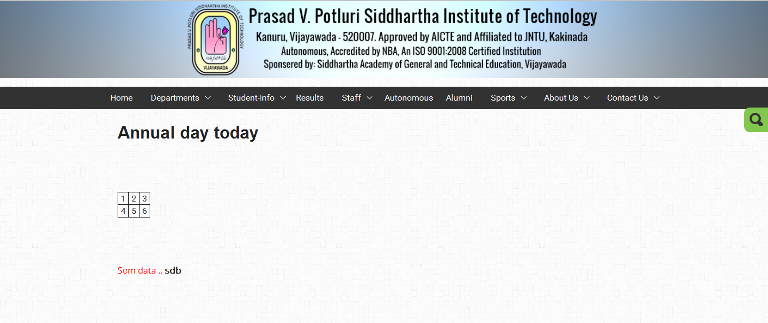 Prasad V. Potluri Siddhartha Institute of Technology
Kanuru, Vijayawada - 520007. Approved by AICTE and Affiliated to JNTU, Kakinada
Autonomous, Accredited by NBA, An ISO 9001:2008 Certified Institution
Sponsered by: Siddhartha Academy of General and Technical Education, Vijayawada
VIJAYAWADA
Home Departments Student-Info Results Staff Autonomous Alumni Sports About Us Contact Us
Annual day today
1 2 3
4 5 6
Som data .. sdb